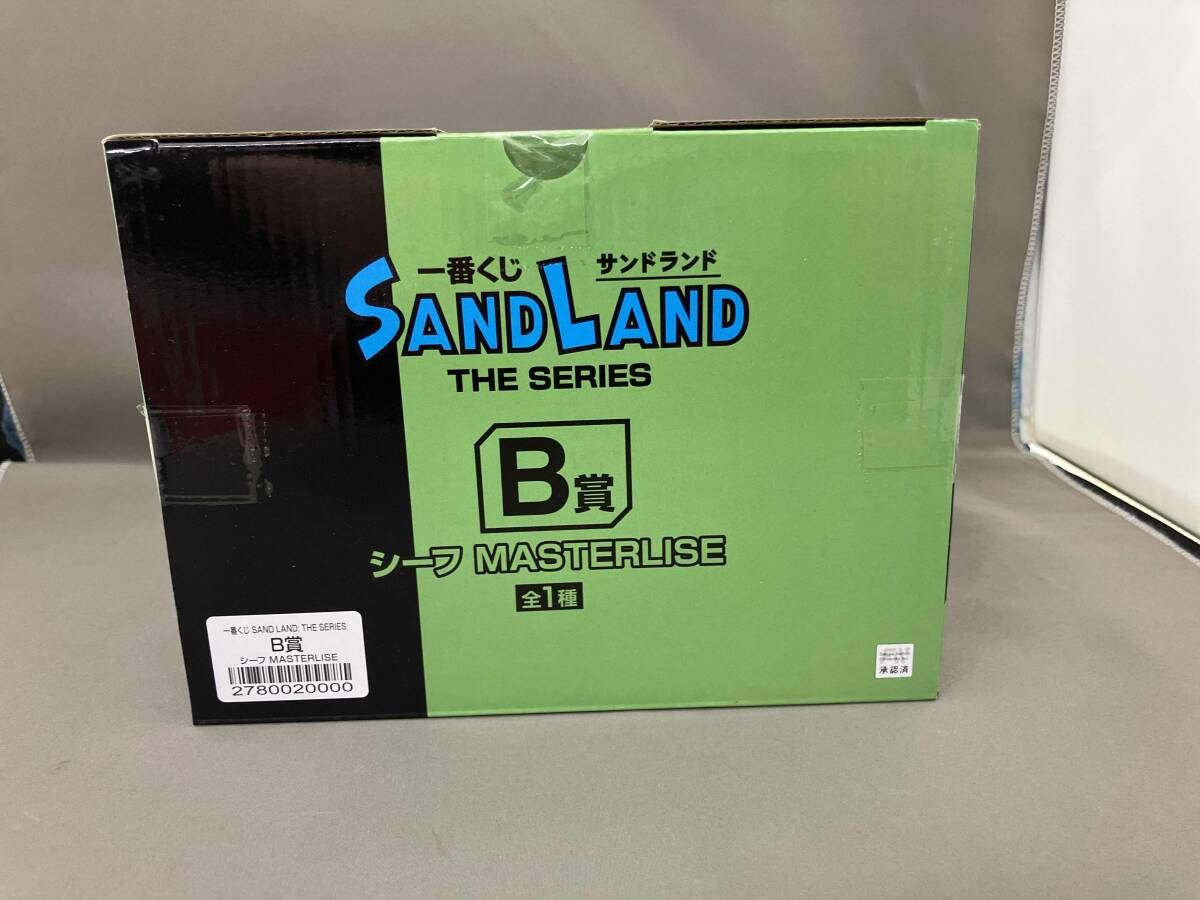 一番くじ サンドランド
SAND LAND
THE SERIES
B賞
シーフ MASTERLISE
全1種
一番くじ SAND LAND: THE SERIES
B賞
シーフ MASTERLISE
2780020000
承認済